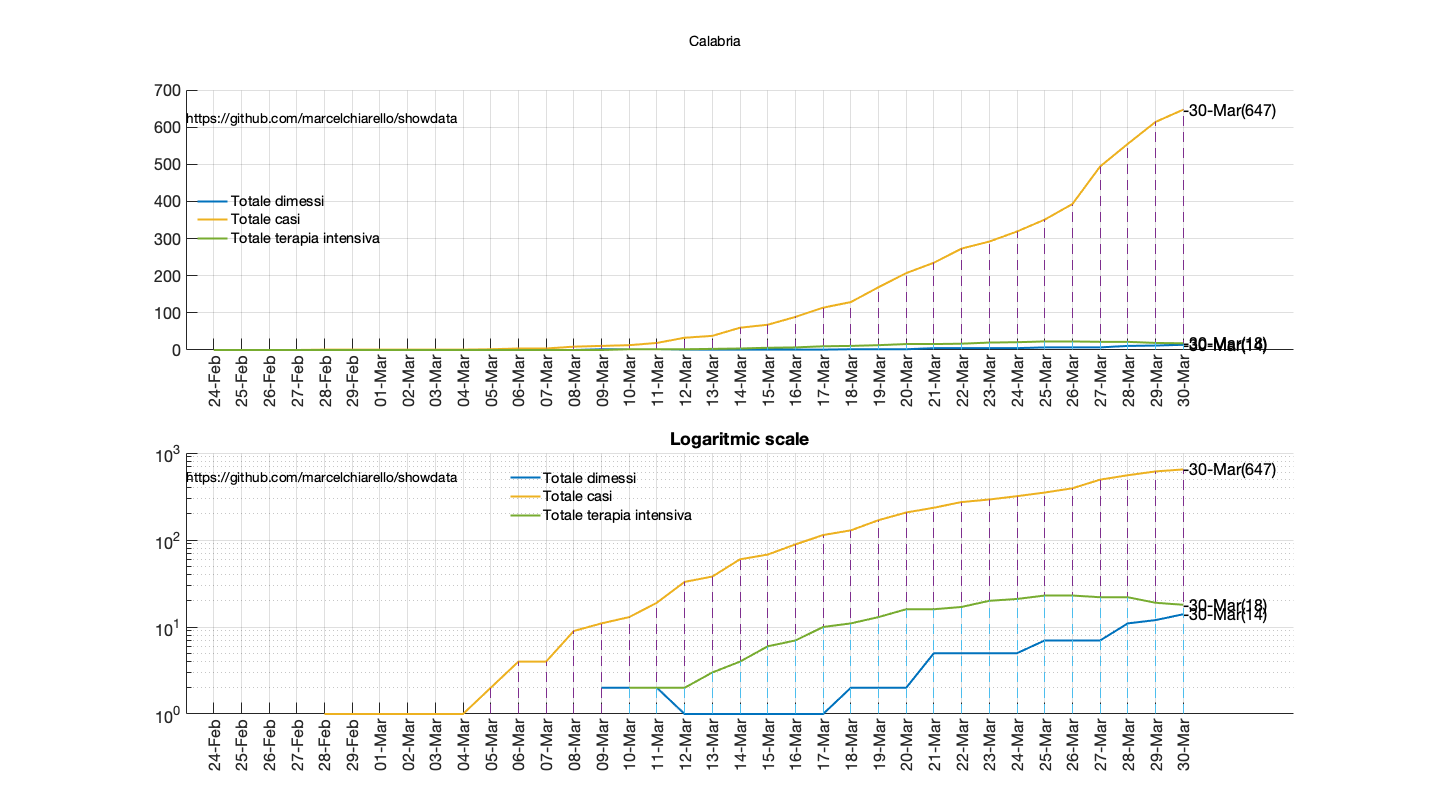 Calabria
700
600
500
400
300
200
100
0
https://github.com/marcelchiarello/showdata
Totale dimessi
Totale casi
Totale terapia intensiva
-30-Mar(647)
-30-Mar(18)
-30-Mar(14)
24-Feb
25-Feb
26-Feb
27-Feb
28-Feb
29-Feb
01-Mar
02-Mar
03-Mar
04-Mar
05-Mar
06-Mar
07-Mar
08-Mar
09-Mar
10-Mar
11-Mar
12-Mar
13-Mar
14-Mar
15-Mar
16-Mar
17-Mar
18-Mar
19-Mar
20-Mar
21-Mar
22-Mar
23-Mar
24-Mar
25-Mar
26-Mar
27-Mar
28-Mar
29-Mar
30-Mar
Logaritmic scale
10³
10²
10¹
10⁰
https://github.com/marcelchiarello/showdata
Totale dimessi
Totale casi
Totale terapia intensiva
-30-Mar(647)
-30-Mar(18)
-30-Mar(14)
24-Feb
25-Feb
26-Feb
27-Feb
28-Feb
29-Feb
01-Mar
02-Mar
03-Mar
04-Mar
05-Mar
06-Mar
07-Mar
08-Mar
09-Mar
10-Mar
11-Mar
12-Mar
13-Mar
14-Mar
15-Mar
16-Mar
17-Mar
18-Mar
19-Mar
20-Mar
21-Mar
22-Mar
23-Mar
24-Mar
25-Mar
26-Mar
27-Mar
28-Mar
29-Mar
30-Mar